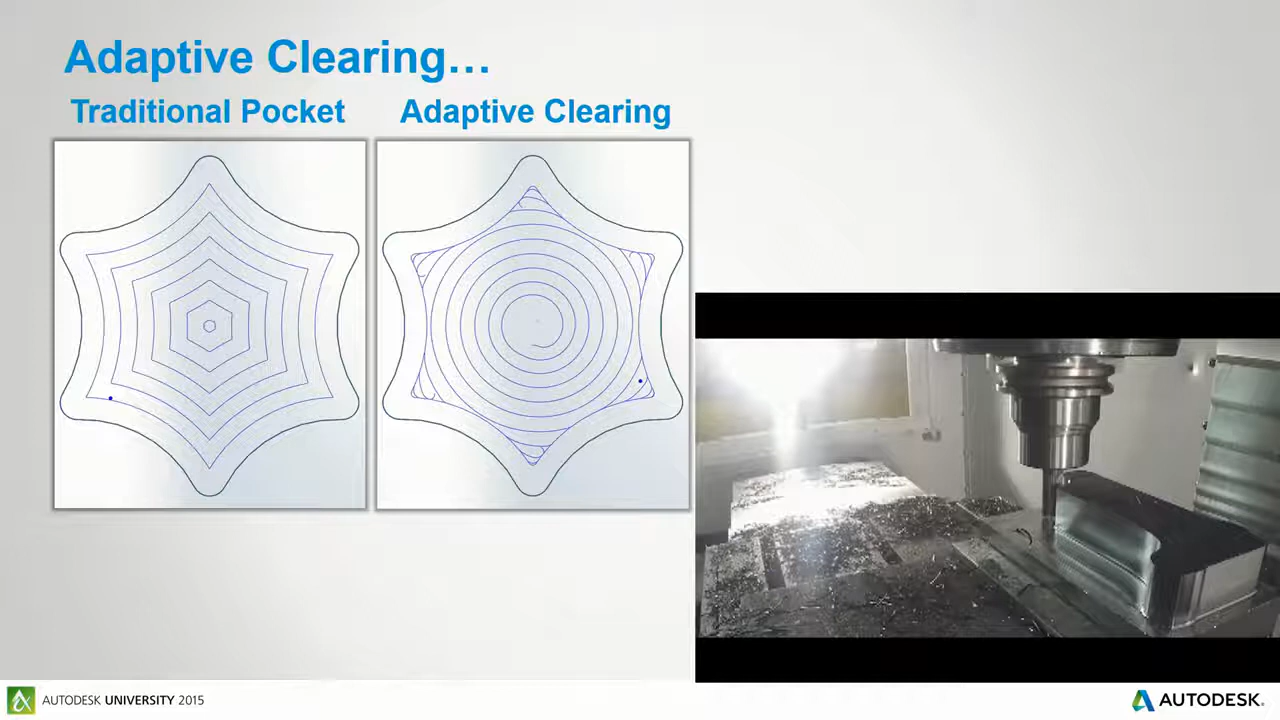 Adaptive Clearing…
Traditional Pocket
Adaptive Clearing
AUTODESK UNIVERSITY 2015
AUTODESK.